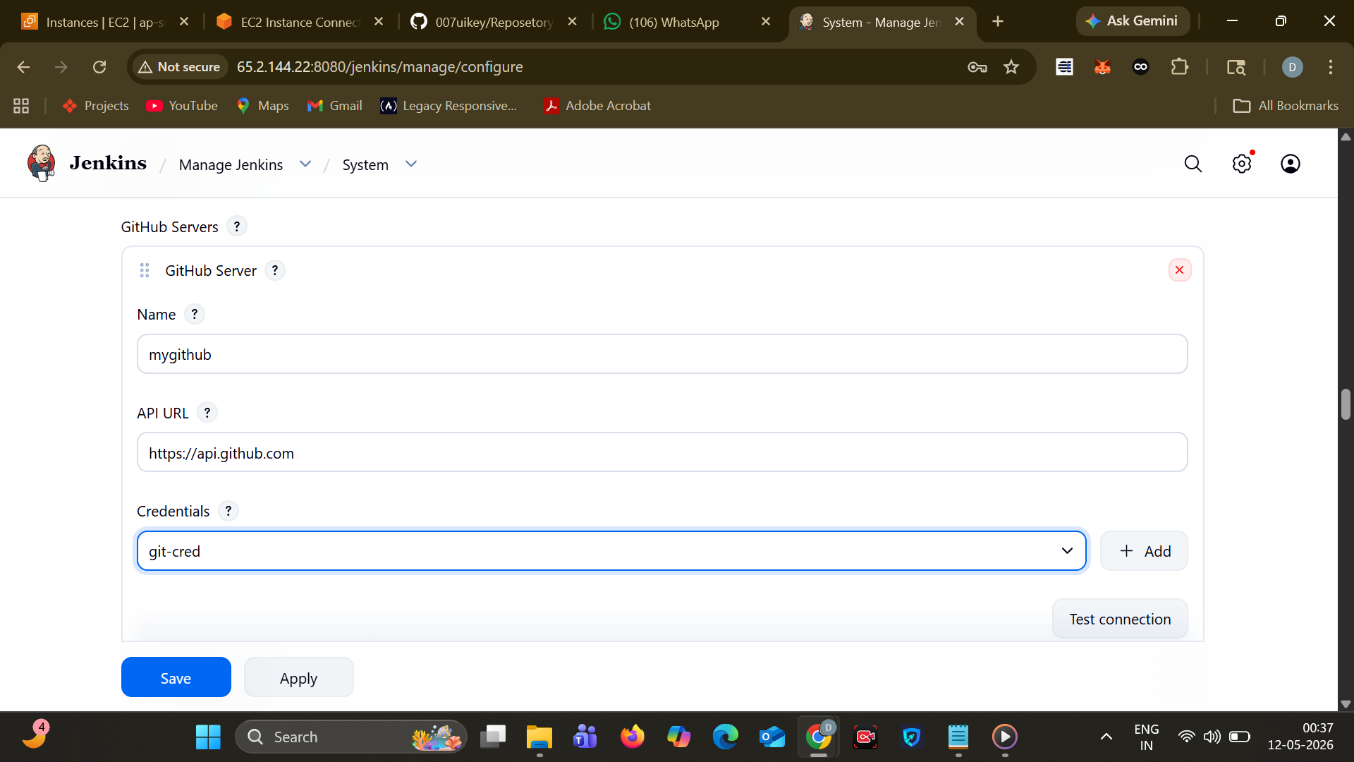 Instances | EC2 | ap-s
EC2 Instance Connect
007uikey/Reposetory
(106) WhatsApp
System - Manage Jen
Ask Gemini
Not secure
65.2.144.22:8080/jenkins/manage/configure
D
Projects
YouTube
Maps
Gmail
Legacy Responsive...
Adobe Acrobat
All Bookmarks
Jenkins / Manage Jenkins / System
GitHub Servers ?
GitHub Server ?
Name ?
mygithub
API URL ?
https://api.github.com
Credentials ?
git-cred
+ Add
Test connection
Save
Apply
4
Search
D
ENG
IN
00:37
12-05-2026